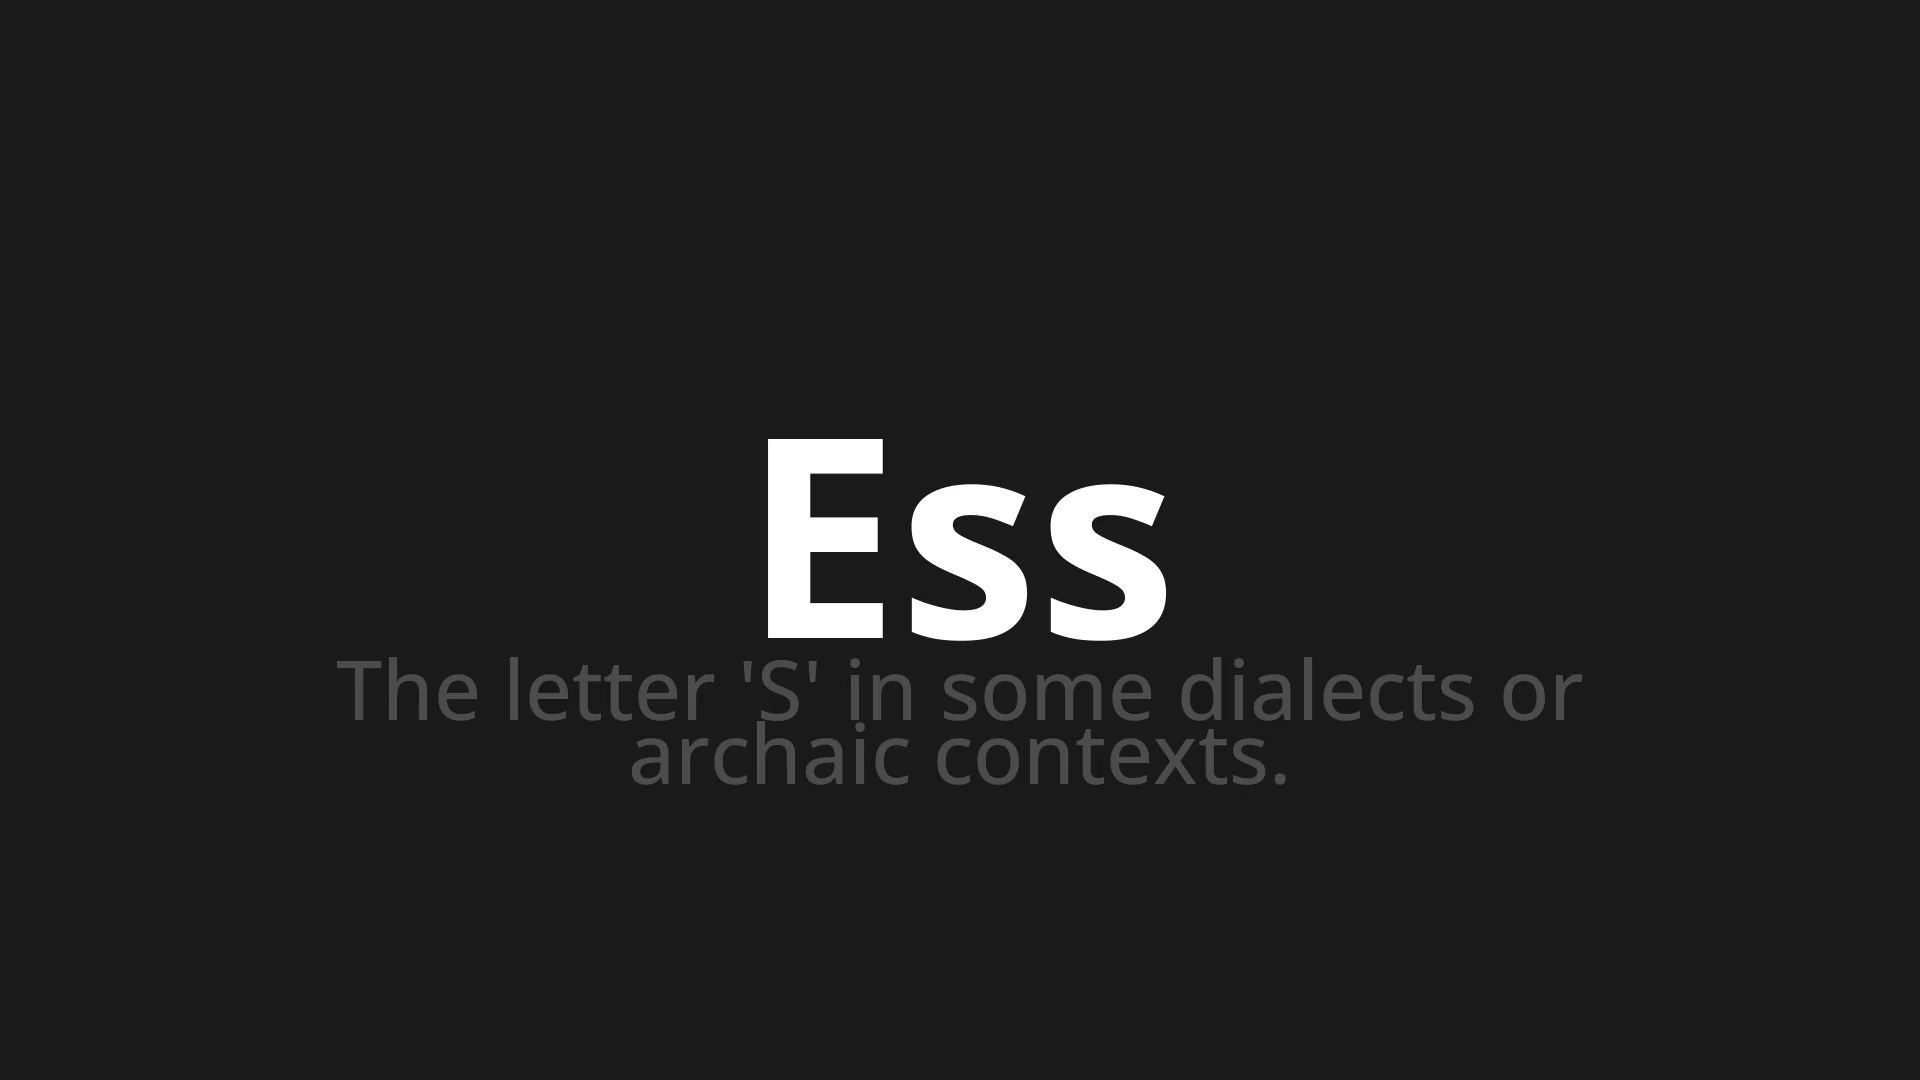 Ess
The letter 'S' in some dialects or
archaic contexts.